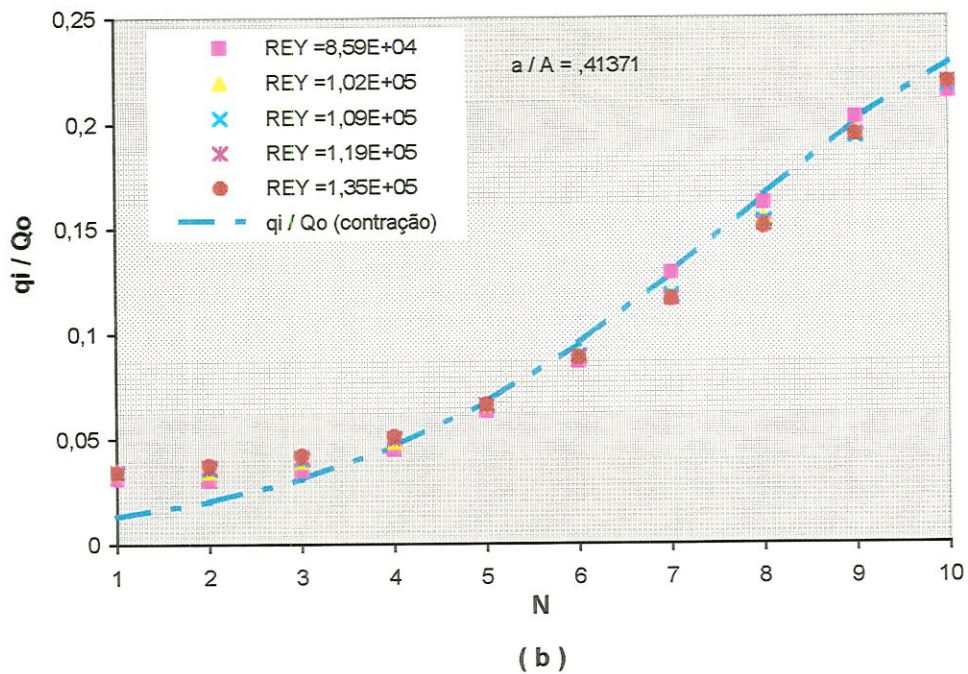 0,25
0,2
0,15
0,1
0,05
0
qi / Qo
REY =8,59E+04
REY =1,02E+05
REY =1,09E+05
REY =1,19E+05
REY =1,35E+05
qi / Qo (contração)
a / A = ,41371
1 2 3 4 5 6 7 8 9 10
N
( b )